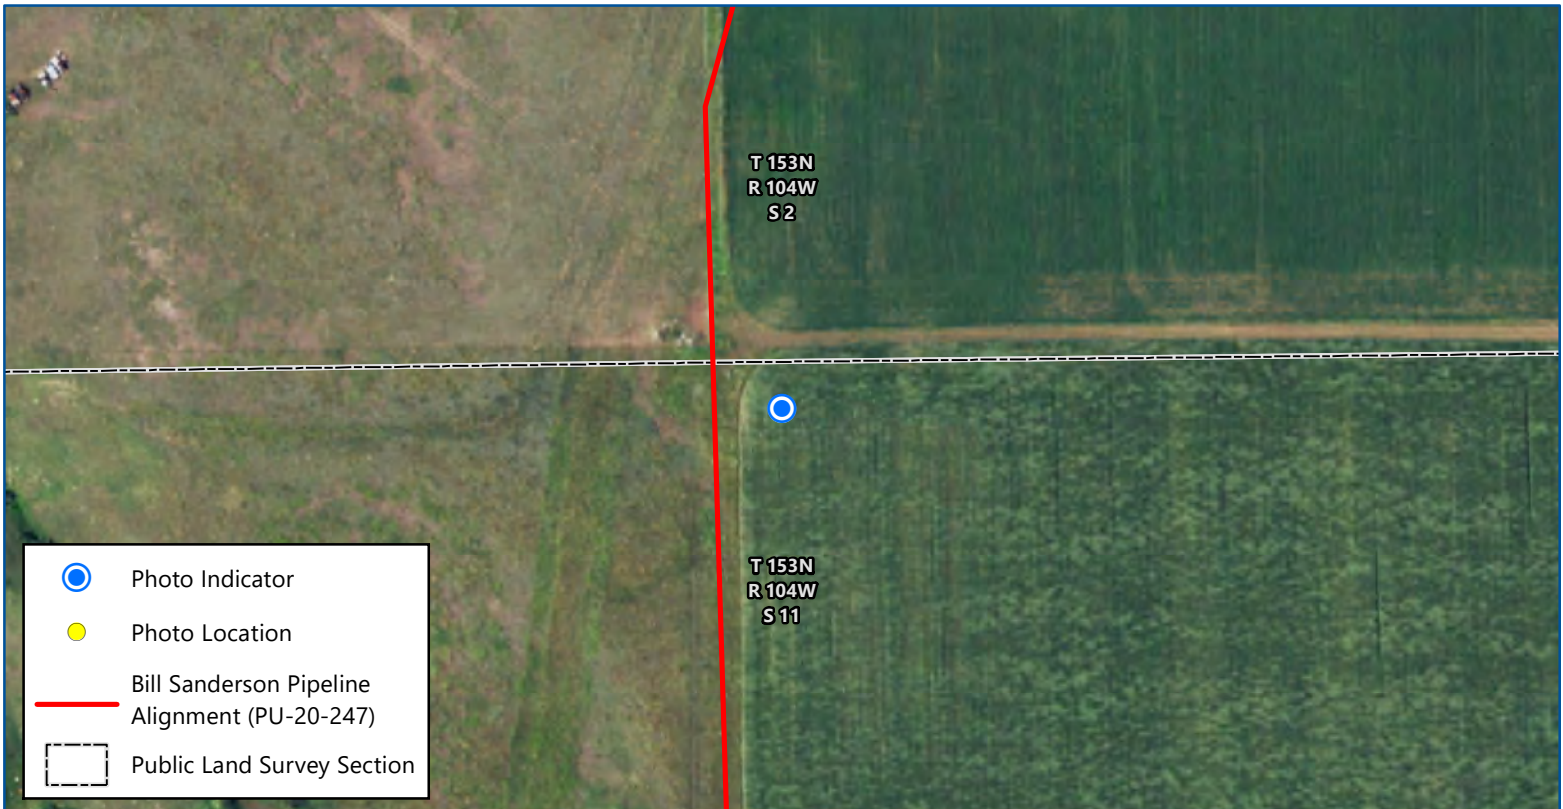 T 153N
R 104W
S 2
T 153N
R 104W
S 11
Photo Indicator
Photo Location
Bill Sanderson Pipeline
Alignment (PU-20-247)
Public Land Survey Section